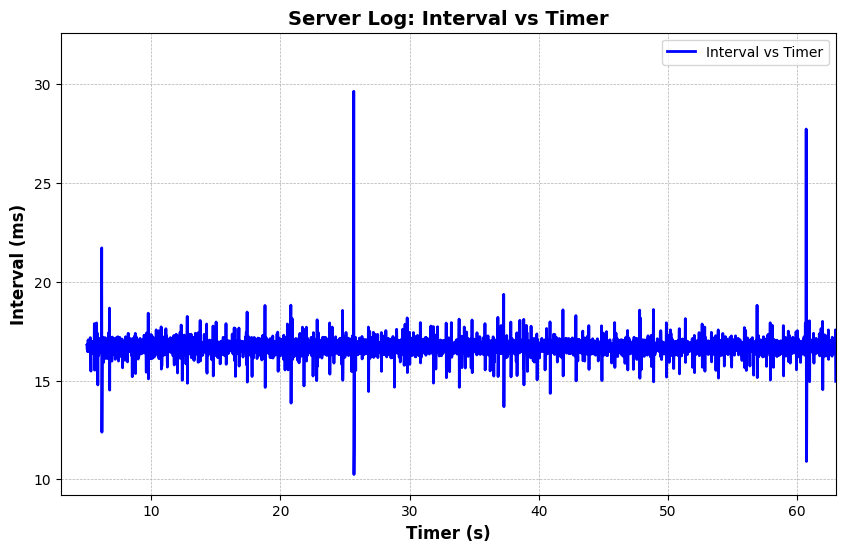 Server Log: Interval vs Timer
Interval vs Timer
30
25
20
15
10
Interval (ms)
10 20 30 40 50 60
Timer (s)